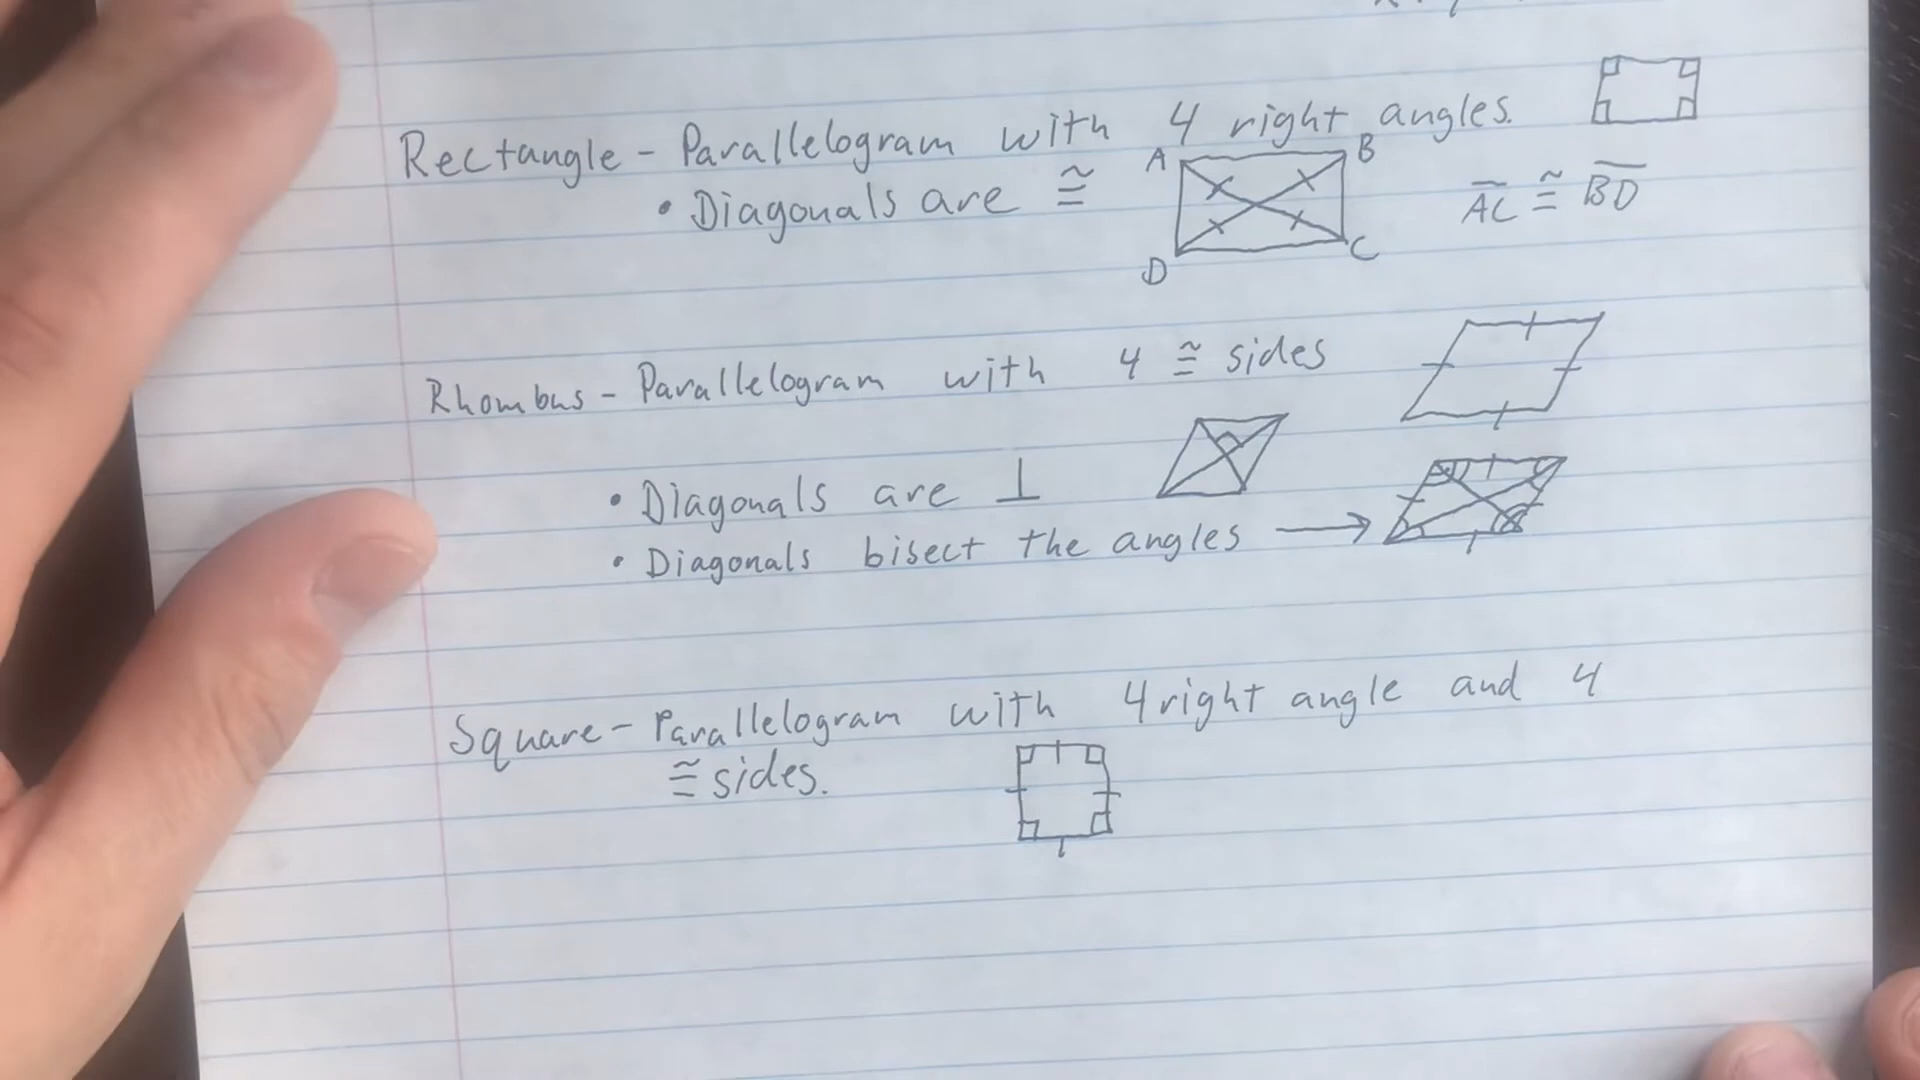 Rectangle - Parallelogram with 4 right angles.
• Diagonals are ≅
A B
D C
AC ≅ BD
Rhombus - Parallelogram with 4 ≅ sides
• Diagonals are ⊥
• Diagonals bisect the angles →
Square - Parallelogram with 4 right angle and 4
≅ sides.